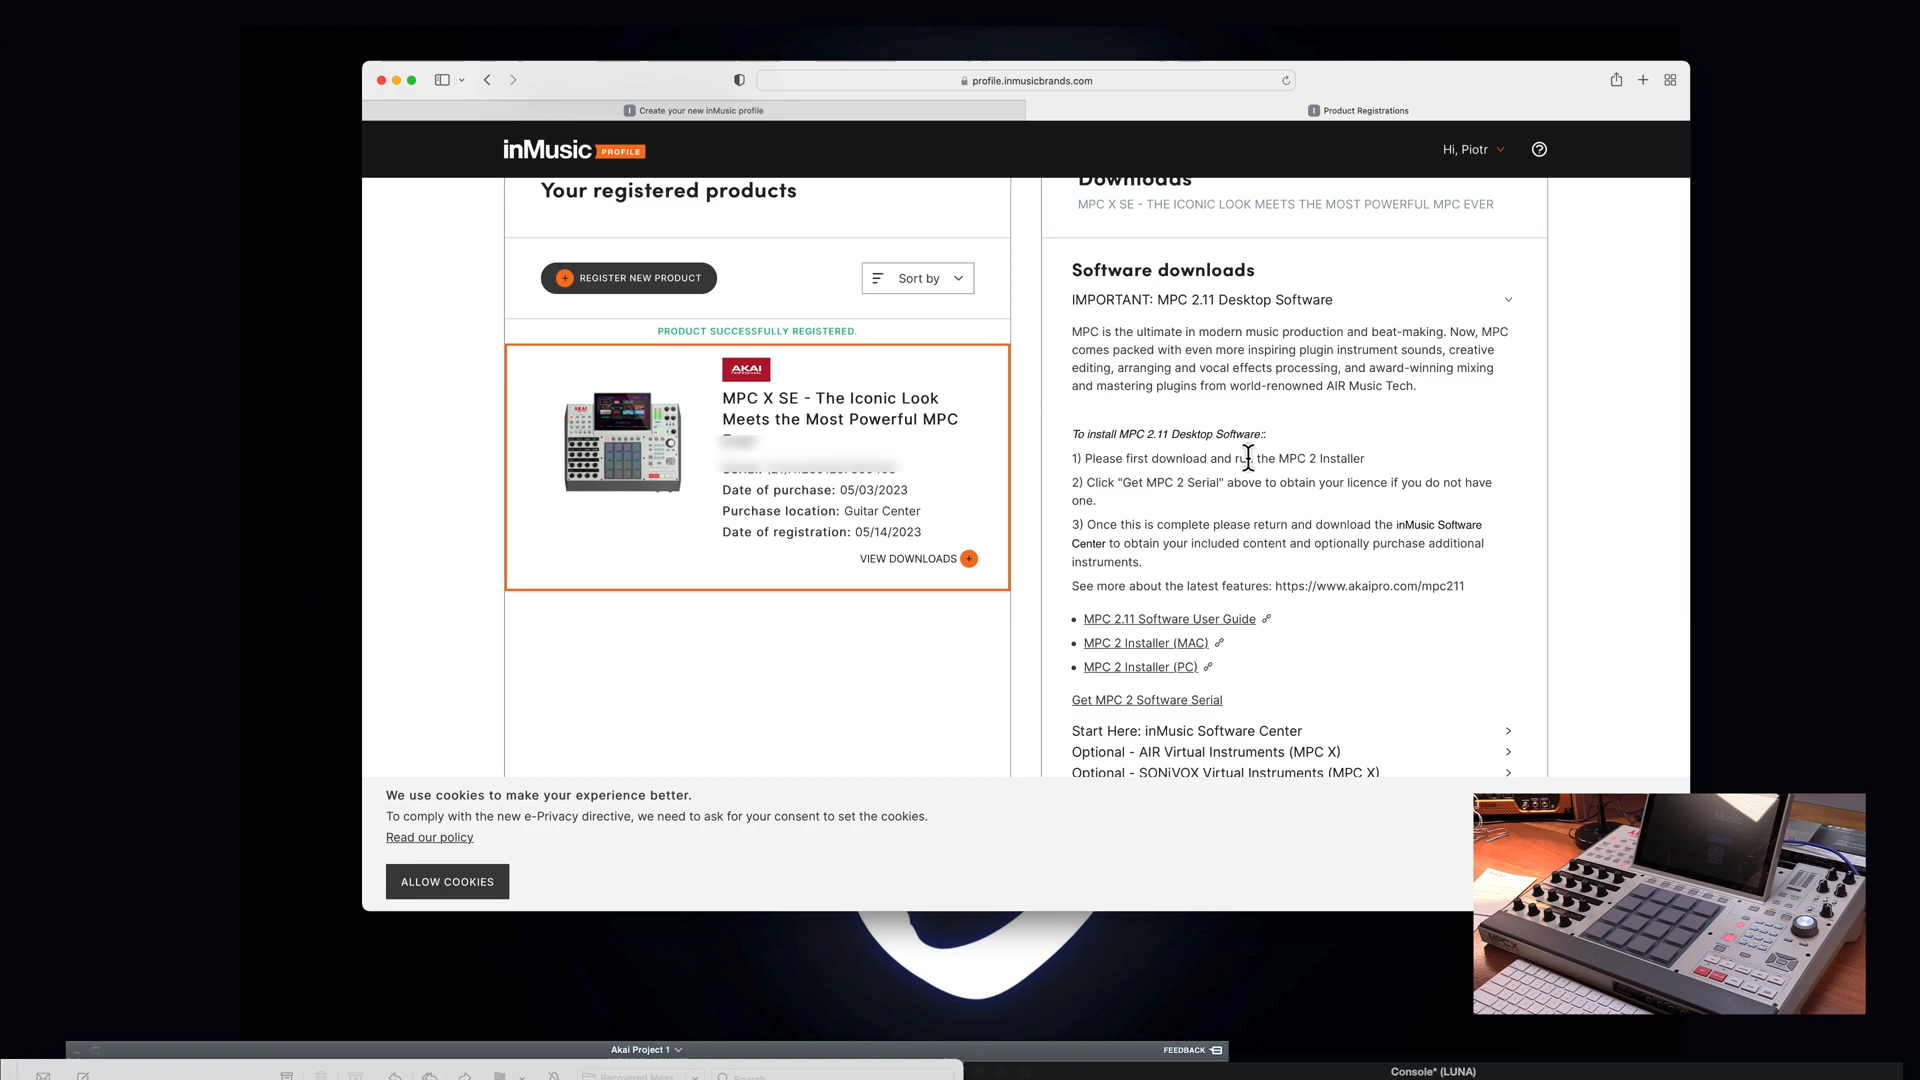 profile.inmusicbrands.com
Create your new inMusic profile
Product Registrations
inMusic PROFILE
Hi, Piotr
Your registered products
REGISTER NEW PRODUCT
Sort by
PRODUCT SUCCESSFULLY REGISTERED.
AKAI
PROFESSIONAL
MPC X SE - The Iconic Look
Meets the Most Powerful MPC
Date of purchase: 05/03/2023
Purchase location: Guitar Center
Date of registration: 05/14/2023
VIEW DOWNLOADS
Downloads
MPC X SE - THE ICONIC LOOK MEETS THE MOST POWERFUL MPC EVER
Software downloads
IMPORTANT: MPC 2.11 Desktop Software
MPC is the ultimate in modern music production and beat-making. Now, MPC
comes packed with even more inspiring plugin instrument sounds, creative
editing, arranging and vocal effects processing, and award-winning mixing
and mastering plugins from world-renowned AIR Music Tech.
To install MPC 2.11 Desktop Software::
1) Please first download and run the MPC 2 Installer
2) Click "Get MPC 2 Serial" above to obtain your licence if you do not have
one.
3) Once this is complete please return and download the inMusic Software
Center to obtain your included content and optionally purchase additional
instruments.
See more about the latest features: https://www.akaipro.com/mpc211
MPC 2.11 Software User Guide
MPC 2 Installer (MAC)
MPC 2 Installer (PC)
Get MPC 2 Software Serial
Start Here: inMusic Software Center
Optional - AIR Virtual Instruments (MPC X)
Optional - SONiVOX Virtual Instruments (MPC X)
We use cookies to make your experience better.
To comply with the new e-Privacy directive, we need to ask for your consent to set the cookies.
Read our policy
ALLOW COOKIES
Music
MPCX
Akai Project 1
FEEDBACK
Recovered Mess...
Search
Console* (LUNA)